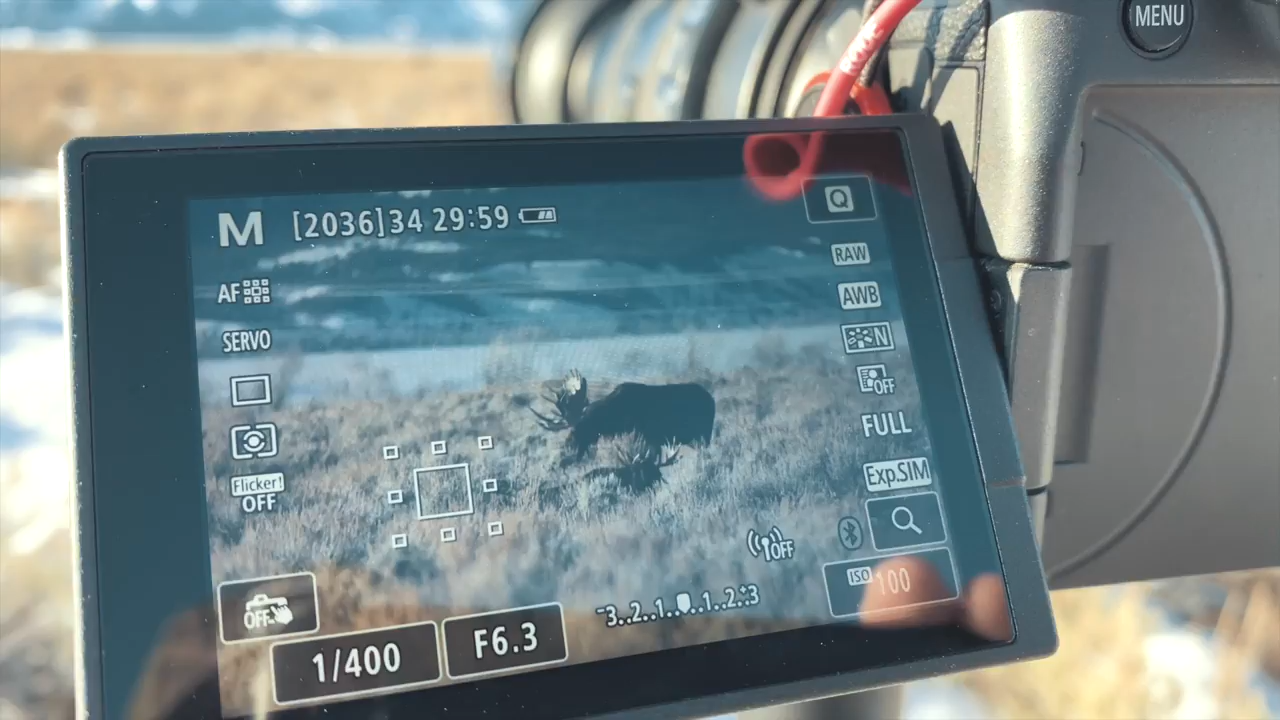 MENU
M [2036]34 29:59
Q
AF
RAW
SERVO
AWB
N
OFF
FULL
Flicker!
OFF
Exp.SIM
OFF
OFF
1/400
F6.3
-3..2..1....1..2..+3
ISO 100